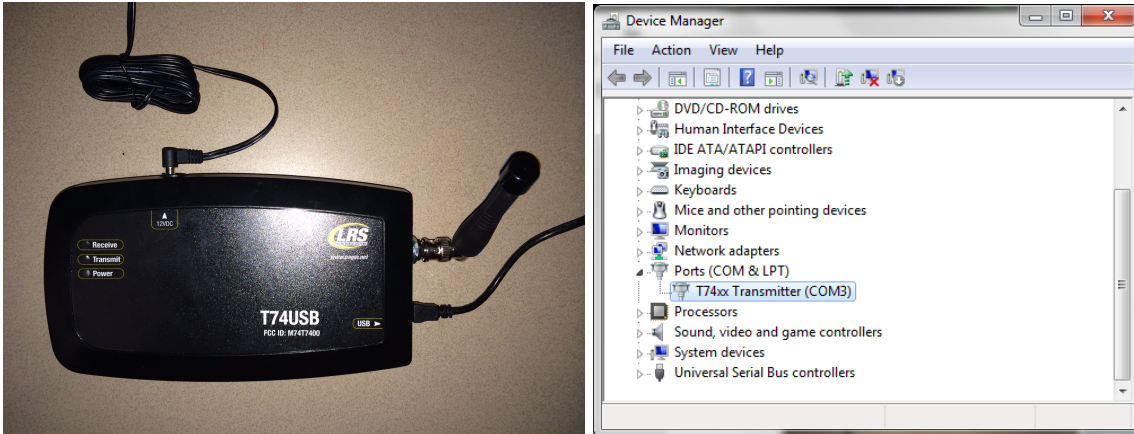 12VDC
Receive
Transmit
Power
LRS
www.pager.net
T74USB
FCC ID: M74T7400
USB
Device Manager
File Action View Help
DVD/CD-ROM drives
Human Interface Devices
IDE ATA/ATAPI controllers
Imaging devices
Keyboards
Mice and other pointing devices
Monitors
Network adapters
Ports (COM & LPT)
T74xx Transmitter (COM3)
Processors
Sound, video and game controllers
System devices
Universal Serial Bus controllers